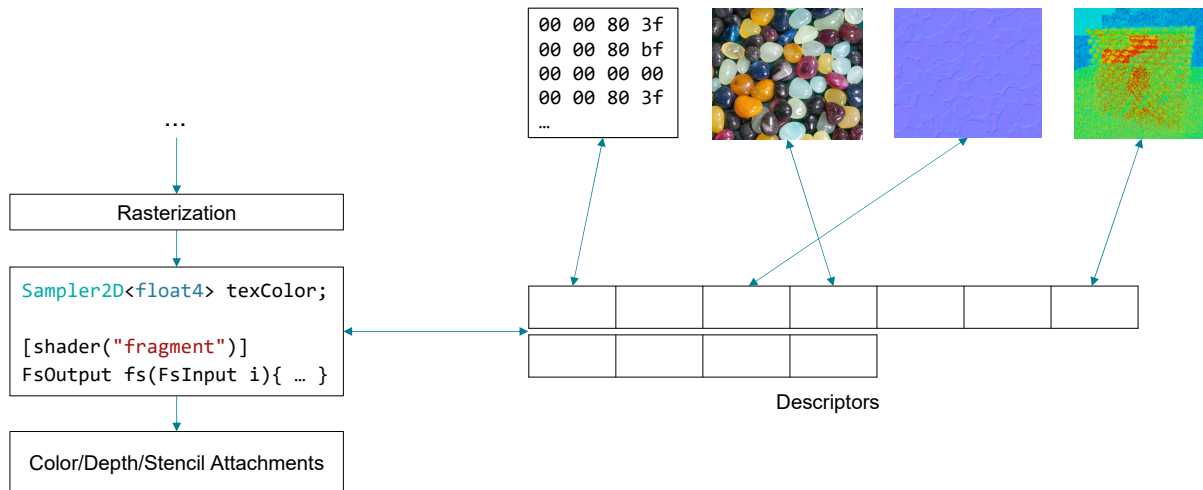 00 00 80 3f
00 00 80 bf
00 00 00 00
00 00 80 3f
…
...
Rasterization
Sampler2D<float4> texColor;
[shader("fragment")]
FsOutput fs(FsInput i){ … }
Descriptors
Color/Depth/Stencil Attachments